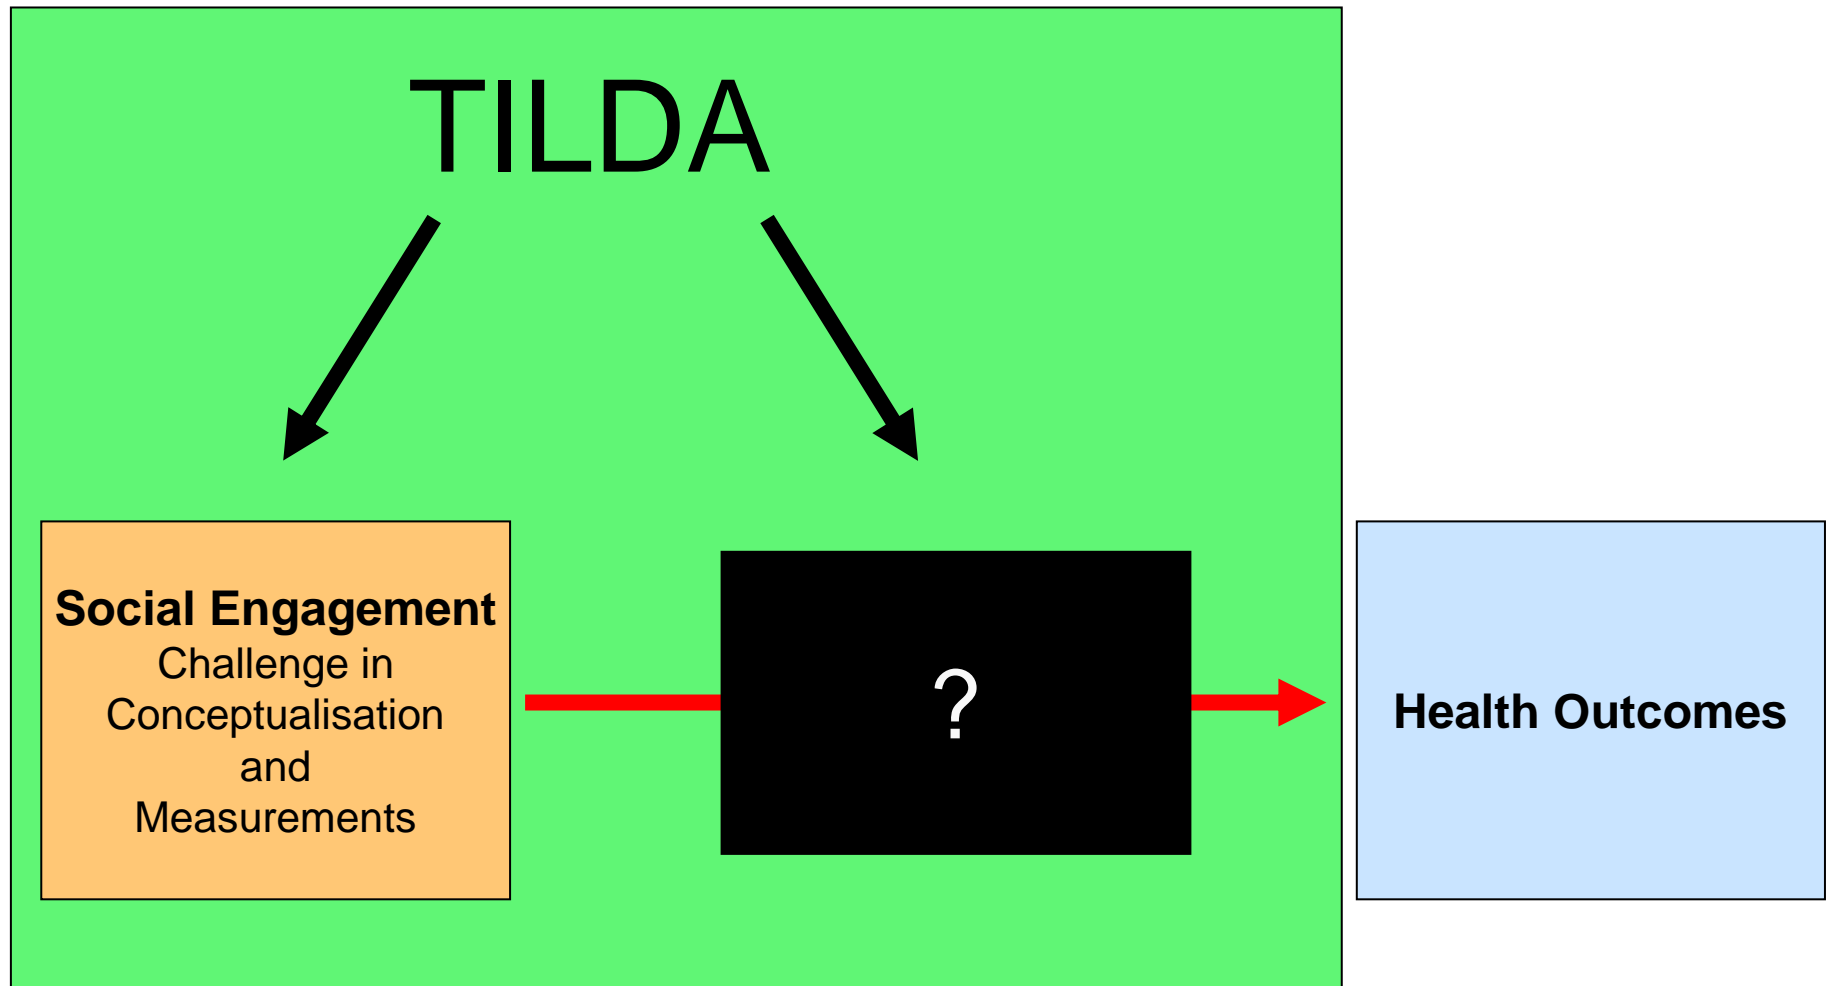 TILDA
Social Engagement
Challenge in
Conceptualisation
and
Measurements
?
Health Outcomes